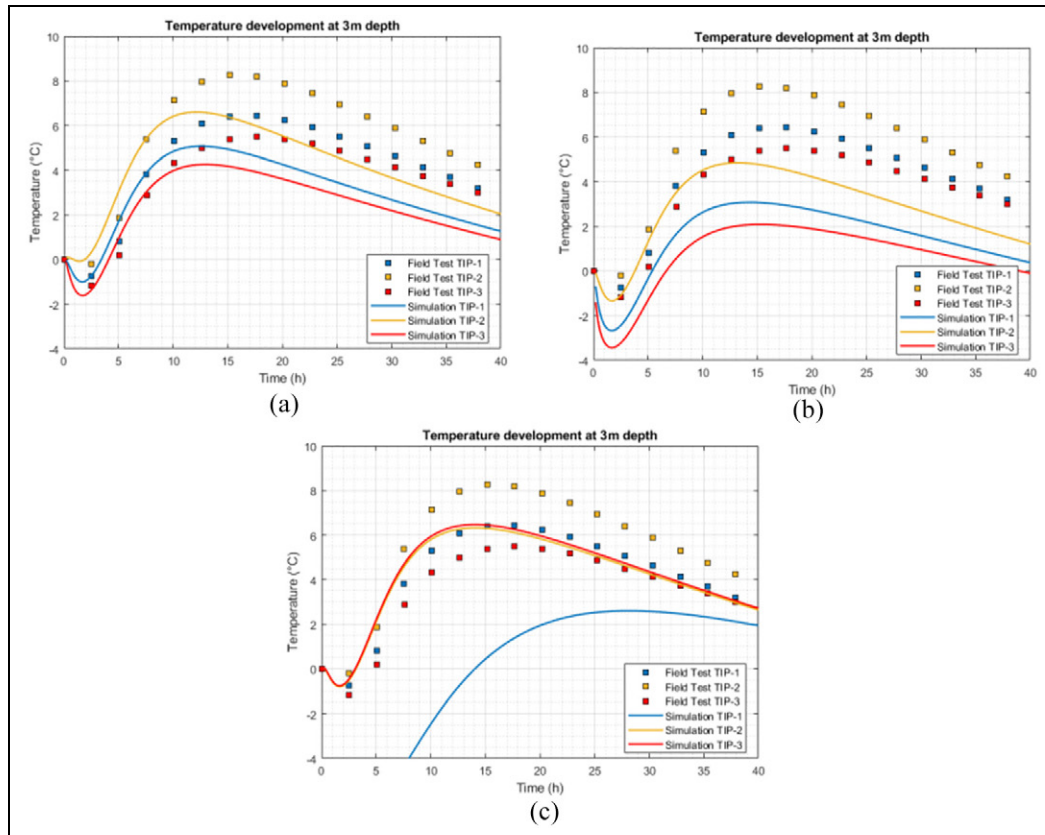 Temperature development at 3m depth
10
8
6
4
2
0
-2
-4
Temperature (°C)
0 5 10 15 20 25 30 35 40
Time (h)
Field Test TIP-1
Field Test TIP-2
Field Test TIP-3
Simulation TIP-1
Simulation TIP-2
Simulation TIP-3
(a)
Temperature development at 3m depth
10
8
6
4
2
0
-2
-4
Temperature (°C)
0 5 10 15 20 25 30 35 40
Time (h)
Field Test TIP-1
Field Test TIP-2
Field Test TIP-3
Simulation TIP-1
Simulation TIP-2
Simulation TIP-3
(b)
Temperature development at 3m depth
10
8
6
4
2
0
-2
-4
Temperature (°C)
0 5 10 15 20 25 30 35 40
Time (h)
Field Test TIP-1
Field Test TIP-2
Field Test TIP-3
Simulation TIP-1
Simulation TIP-2
Simulation TIP-3
(c)